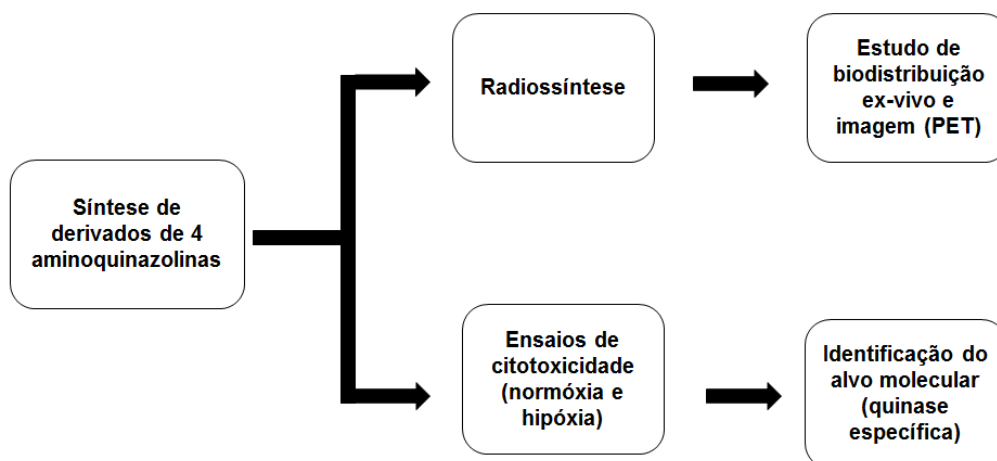 Síntese de
derivados de 4
aminoquinazolinas
Radiossíntese
Estudo de
biodistribuição
ex-vivo e
imagem (PET)
Ensaios de
citotoxicidade
(normóxia e
hipóxia)
Identificação do
alvo molecular
(quinase
específica)